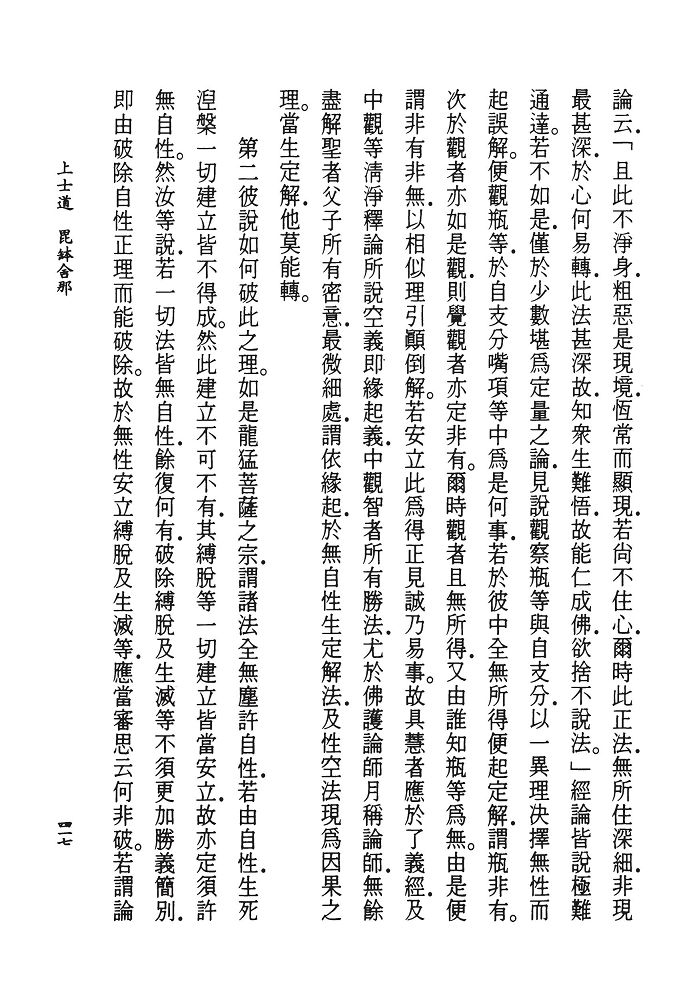 論云．「且此不淨身．粗惡是現境．恆常而顯現．若尚不住心．爾時此正法．無所住深細．非現
最甚深．於心何易轉．此法甚深故．知衆生難悟．故能仁成佛．欲捨不說法。」經論皆說極難
通達。若不如是．僅於少數堪爲定量之論．見說觀察瓶等與自支分．以一異理決擇無性而
起誤解。便觀瓶等．於自支分嘴項等中爲是何事．若於彼中全無所得便起定解．謂瓶非有。
次於觀者亦如是觀．則覺觀者亦定非有。爾時觀者且無所得．又由誰知瓶等爲無。由是便
謂非有非無．以相似理引顚倒解。若安立此爲得正見誠乃易事。故具慧者應於了義經．及
中觀等淸淨釋論所說空義卽緣起義．中觀智者所有勝法．尤於佛護論師月稱論師．無餘
盡解聖者父子所有密意．最微細處．謂依緣起．於無自性生定解法．及性空法現爲因果之
理。當生定解．他莫能轉。
第二彼說如何破此之理。如是龍猛菩薩之宗．謂諸法全無塵許自性．若由自性．生死
涅槃一切建立皆不得成。然此建立不可不有．其縛脫等一切建立皆當安立．故亦定須許
無自性。然汝等說．若一切法皆無自性．餘復何有．破除縛脫及生滅等不須更加勝義簡別．
卽由破除自性正理而能破除。故於無性安立縛脫及生滅等．應當審思云何非破。若謂論
上士道　毘鉢舍那
四一七